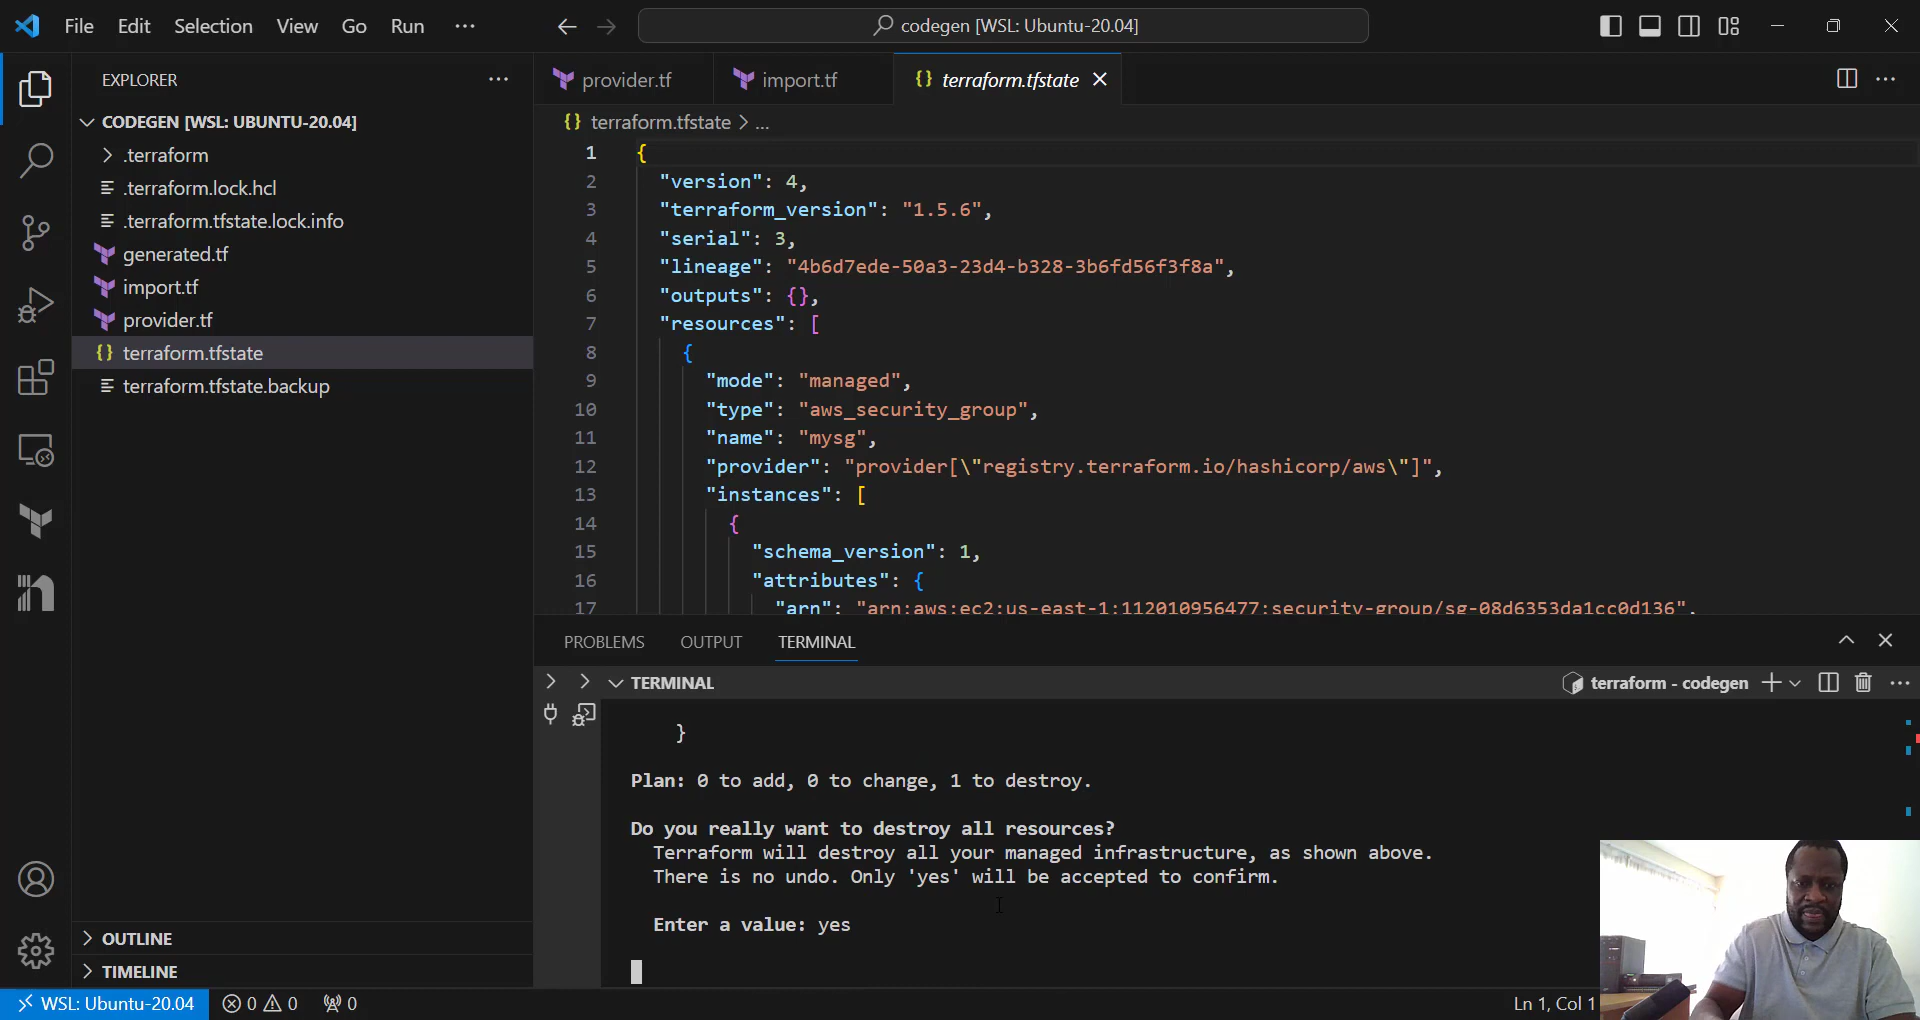 File Edit Selection View Go Run ...
codegen [WSL: Ubuntu-20.04]
EXPLORER
CODEGEN [WSL: UBUNTU-20.04]
.terraform
.terraform.lock.hcl
.terraform.tfstate.lock.info
generated.tf
import.tf
provider.tf
terraform.tfstate
terraform.tfstate.backup
OUTLINE
TIMELINE
provider.tf import.tf {} terraform.tfstate
{} terraform.tfstate > ...
1 {
2 "version": 4,
3 "terraform_version": "1.5.6",
4 "serial": 3,
5 "lineage": "4b6d7ede-50a3-23d4-b328-3b6fd56f3f8a",
6 "outputs": {},
7 "resources": [
8 {
9 "mode": "managed",
10 "type": "aws_security_group",
11 "name": "mysg",
12 "provider": "provider[\"registry.terraform.io/hashicorp/aws\"]",
13 "instances": [
14 {
15 "schema_version": 1,
16 "attributes": {
17 "arn": "arn:aws:ec2:us-east-1:112010956477:security-group/sg-08d6353da1cc0d136",
PROBLEMS OUTPUT TERMINAL
TERMINAL
terraform - codegen
}
Plan: 0 to add, 0 to change, 1 to destroy.
Do you really want to destroy all resources?
Terraform will destroy all your managed infrastructure, as shown above.
There is no undo. Only 'yes' will be accepted to confirm.
Enter a value: yes
WSL: Ubuntu-20.04 0 0 0
Ln 1, Col 1